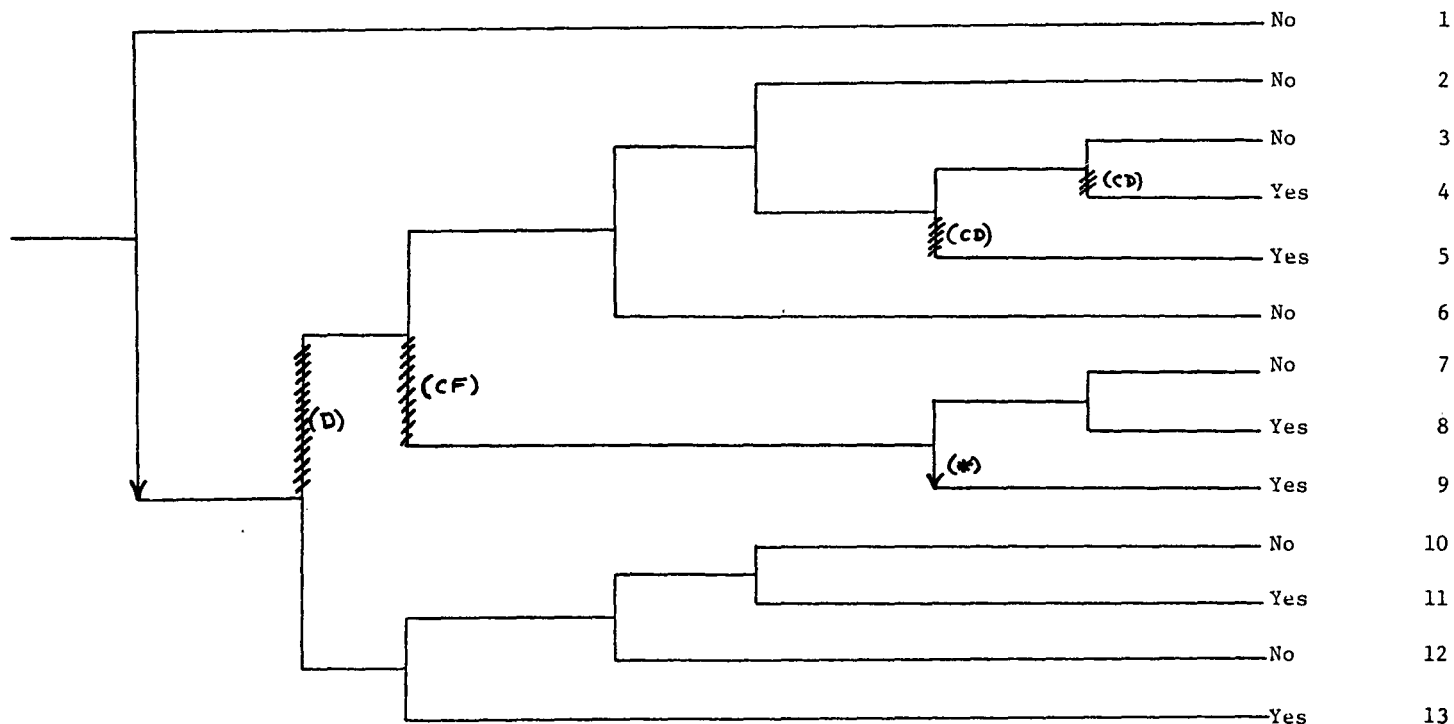 No 1
No 2
No 3
(CD) Yes 4
(CD) Yes 5
No 6
No 7
(CF) Yes 8
(D) (*) Yes 9
No 10
Yes 11
No 12
Yes 13